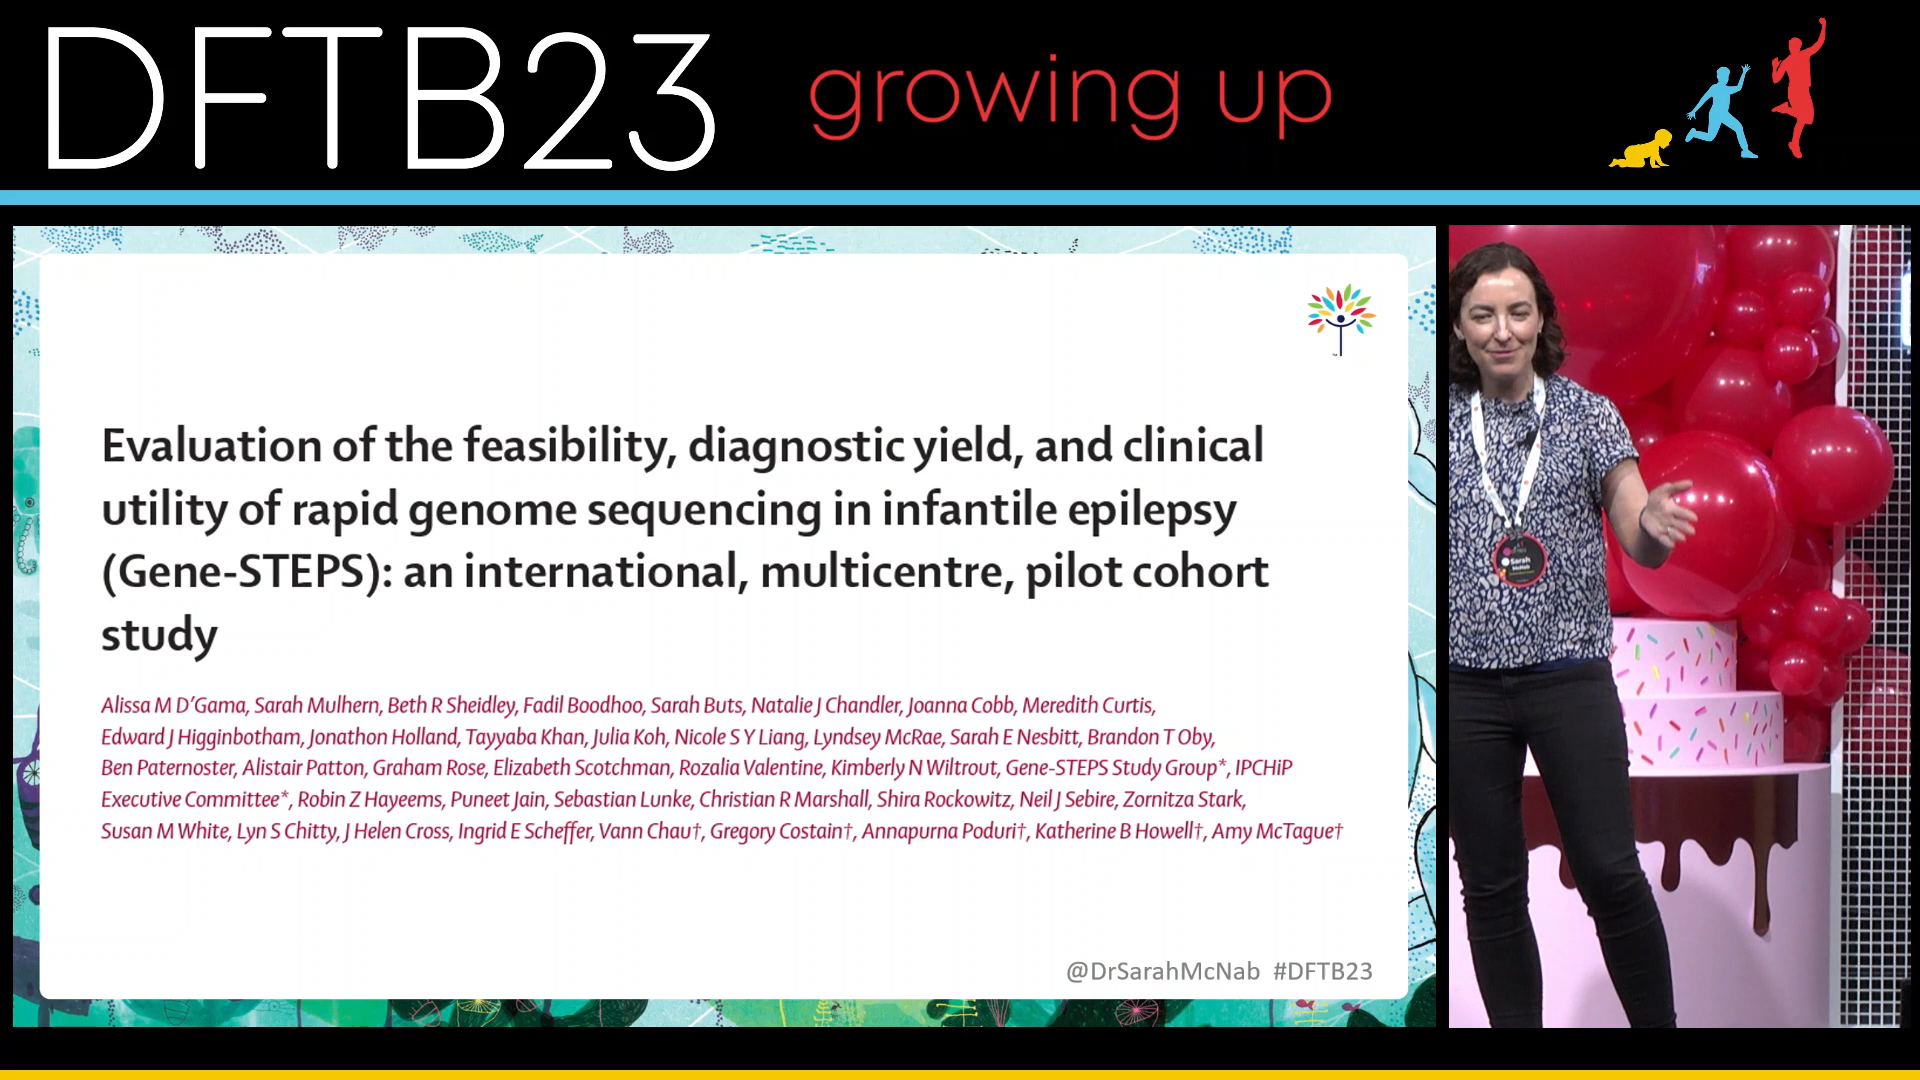 DFTB23 growing up
Evaluation of the feasibility, diagnostic yield, and clinical
utility of rapid genome sequencing in infantile epilepsy
(Gene-STEPS): an international, multicentre, pilot cohort
study
Alissa M D'Gama, Sarah Mulhern, Beth R Sheidley, Fadil Boodhoo, Sarah Buts, Natalie J Chandler, Joanna Cobb, Meredith Curtis,
Edward J Higginbotham, Jonathon Holland, Tayyaba Khan, Julia Koh, Nicole S Y Liang, Lyndsey McRae, Sarah E Nesbitt, Brandon T Oby,
Ben Paternoster, Alistair Patton, Graham Rose, Elizabeth Scotchman, Rozalia Valentine, Kimberly N Wiltrout, Gene-STEPS Study Group*, IPCHiP
Executive Committee*, Robin Z Hayeems, Puneet Jain, Sebastian Lunke, Christian R Marshall, Shira Rockowitz, Neil J Sebire, Zornitza Stark,
Susan M White, Lyn S Chitty, J Helen Cross, Ingrid E Scheffer, Vann Chau†, Gregory Costain†, Annapurna Poduri†, Katherine B Howell†, Amy McTague†
@DrSarahMcNab #DFTB23
Sarah
McNab